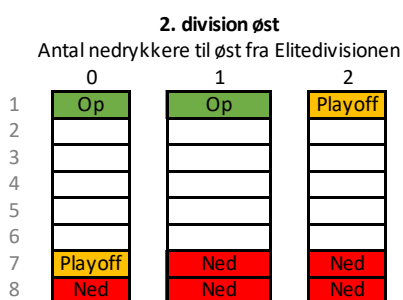 2. division øst
Antal nedrykkere til øst fra Elitedivisionen
0 1 2
1 Op Op Playoff
2
3
4
5
6
7 Playoff Ned Ned
8 Ned Ned Ned